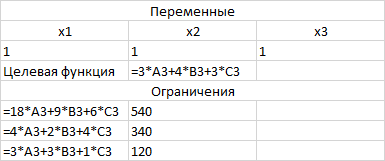 Переменные
x1 x2 x3
1 1 1
Целевая функция =3*A3+4*B3+3*C3
Ограничения
=18*A3+9*B3+6*C3 540
=4*A3+2*B3+4*C3 340
=3*A3+3*B3+1*C3 120